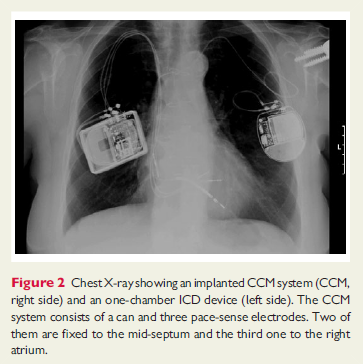 Figure 2 Chest X-ray showing an implanted CCM system (CCM,
right side) and an one-chamber ICD device (left side). The CCM
system consists of a can and three pace-sense electrodes. Two of
them are fixed to the mid-septum and the third one to the right
atrium.